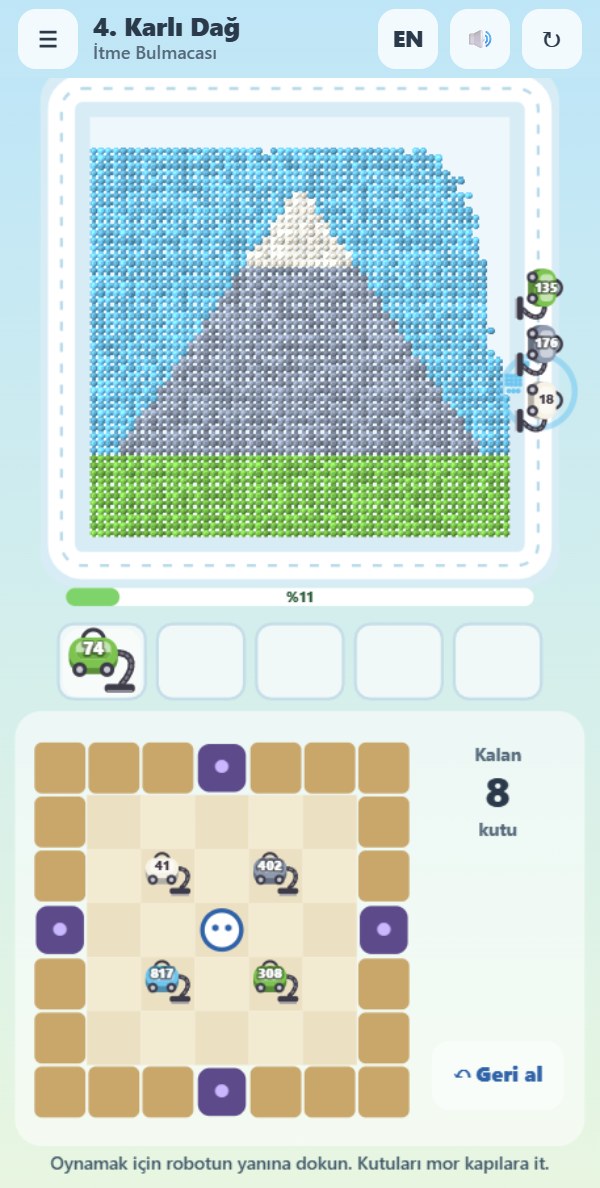 4. Karlı Dağ
İtme Bulmacası
EN
135
176
18
%11
74
Kalan
8
kutu
41
402
817
308
Geri al
Oynamak için robotun yanına dokun. Kutuları mor kapılara it.